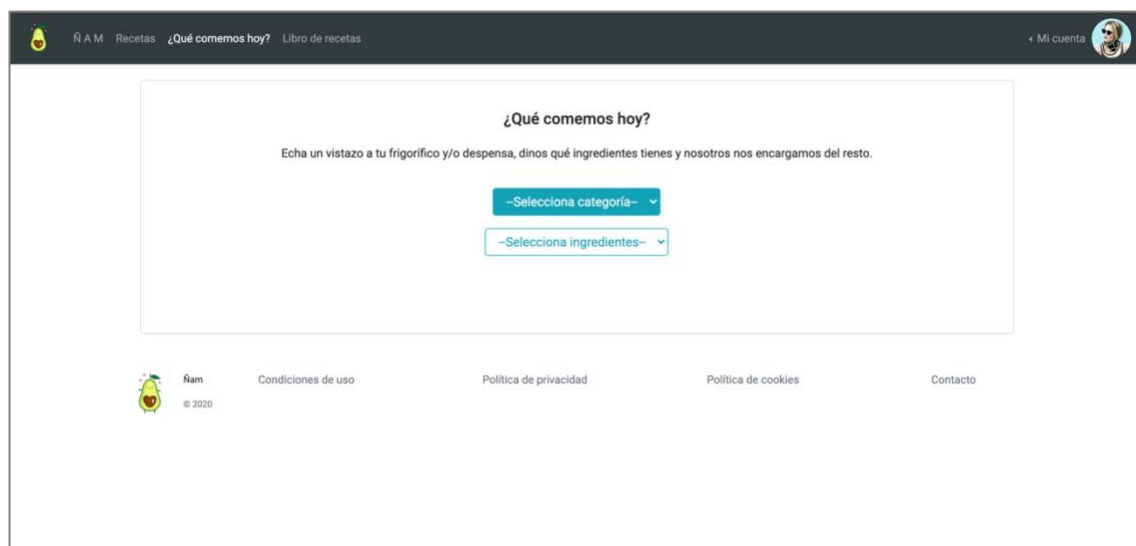 Ñ A M Recetas ¿Qué comemos hoy? Libro de recetas Mi cuenta
¿Qué comemos hoy?
Echa un vistazo a tu frigorífico y/o despensa, dinos qué ingredientes tienes y nosotros nos encargamos del resto.
--Selecciona categoría--
--Selecciona ingredientes--
Ñam Condiciones de uso Política de privacidad Política de cookies Contacto
© 2020